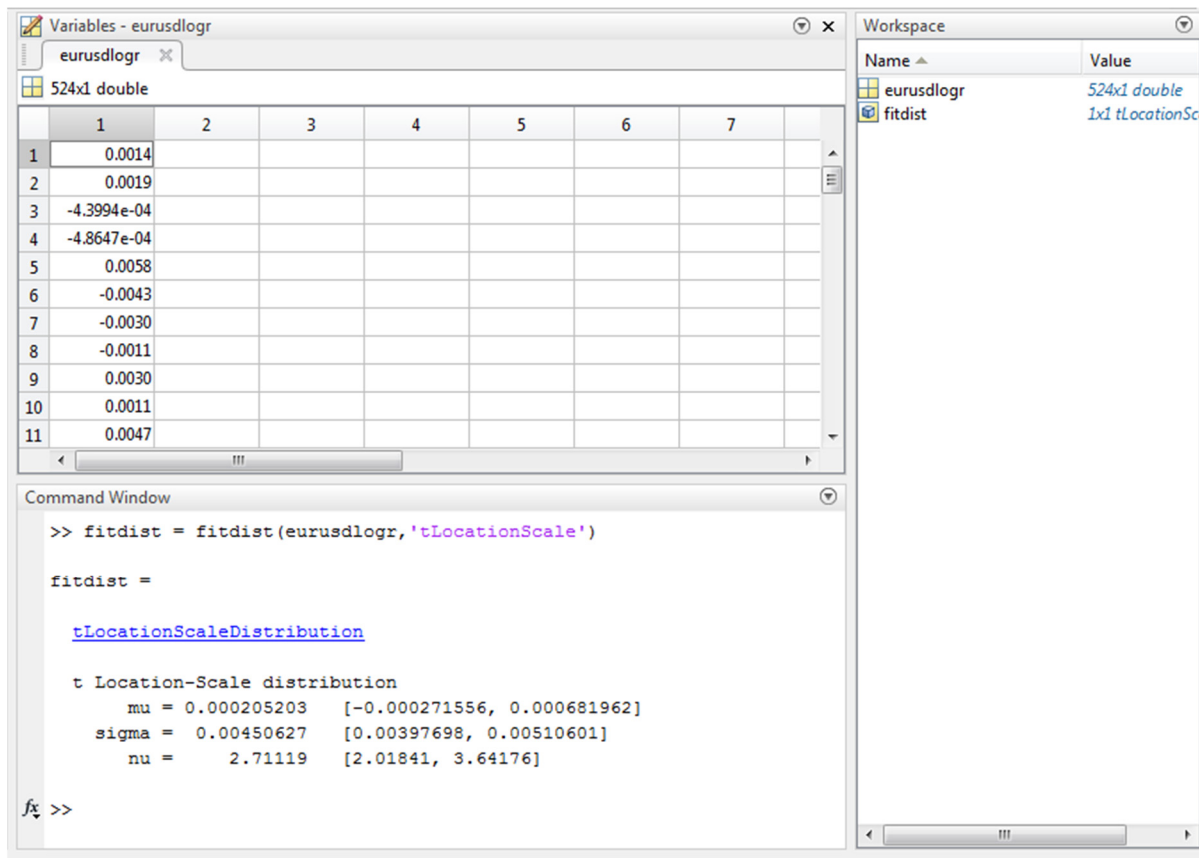 Variables - eurusdlogr
eurusdlogr
524x1 double
1 2 3 4 5 6 7
1 0.0014
2 0.0019
3 -4.3994e-04
4 -4.8647e-04
5 0.0058
6 -0.0043
7 -0.0030
8 -0.0011
9 0.0030
10 0.0011
11 0.0047
Command Window
>> fitdist = fitdist(eurusdlogr,'tLocationScale')
fitdist =
tLocationScaleDistribution
t Location-Scale distribution
mu = 0.000205203 [-0.000271556, 0.000681962]
sigma = 0.00450627 [0.00397698, 0.00510601]
nu = 2.71119 [2.01841, 3.64176]
fx >>
Workspace
Name Value
eurusdlogr 524x1 double
fitdist 1x1 tLocationSc